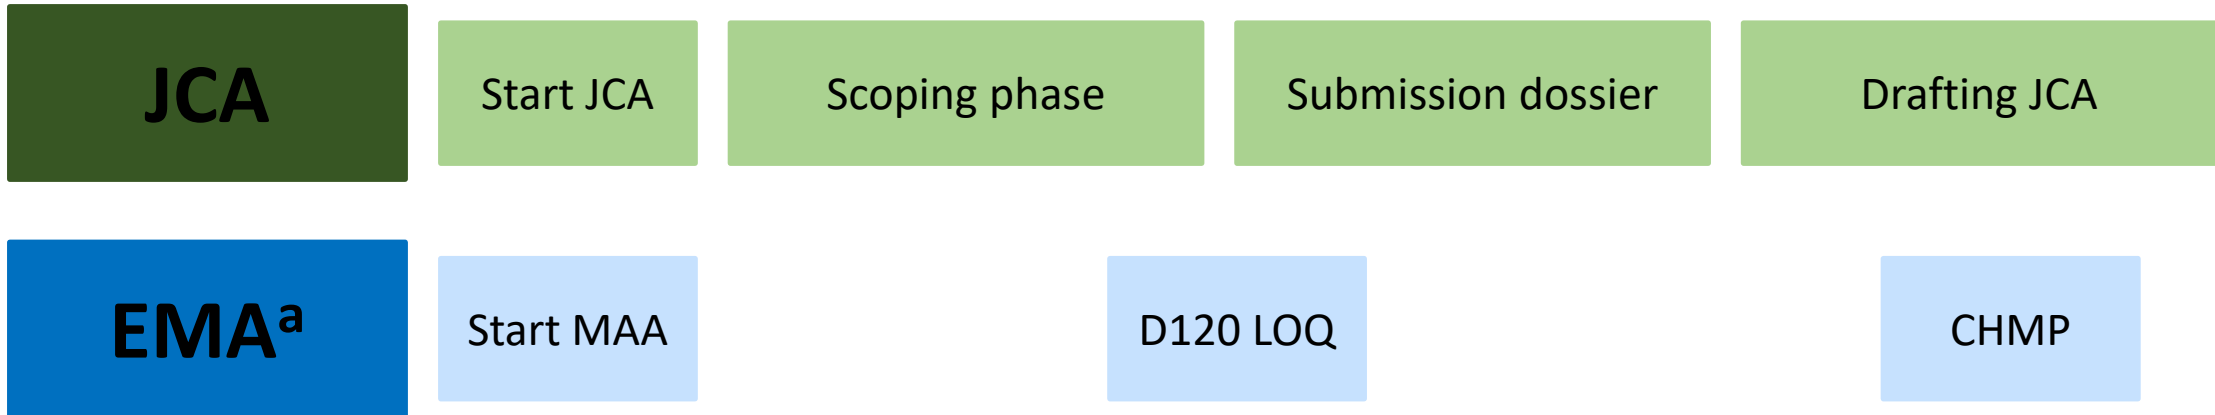 JCA
Start JCA
Scoping phase
Submission dossier
Drafting JCA
EMAᵃ
Start MAA
D120 LOQ
CHMP